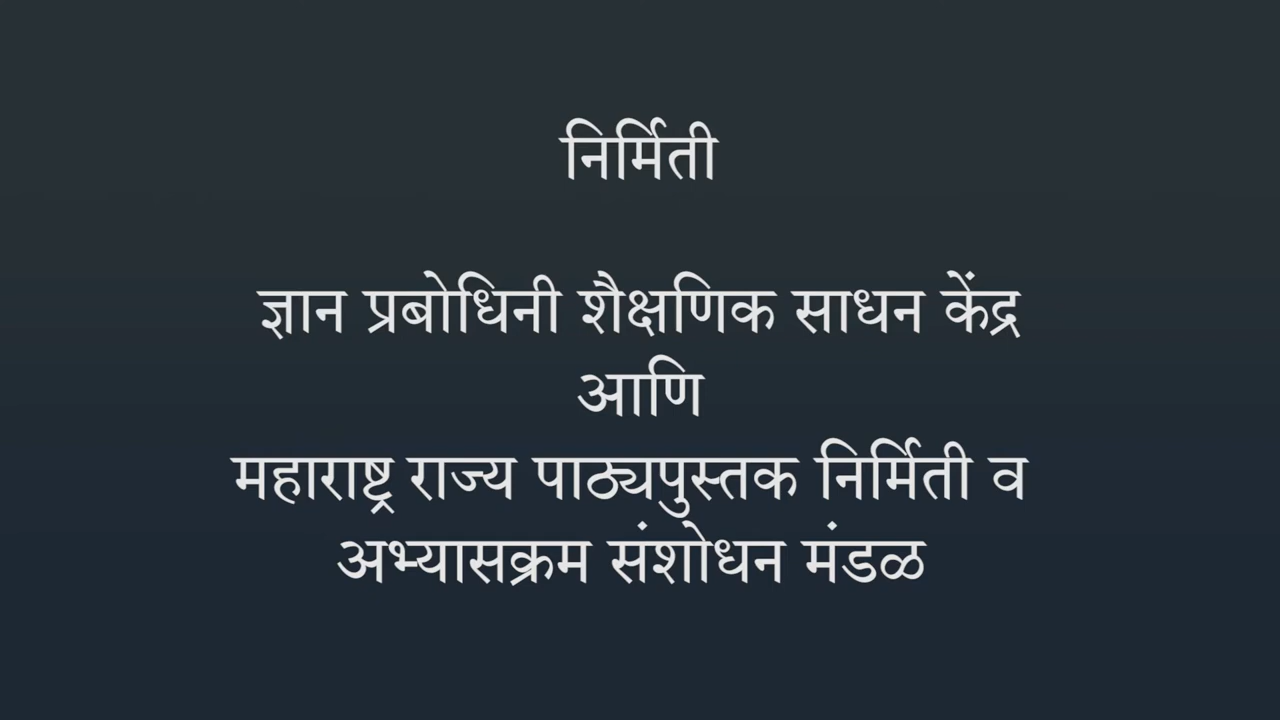 निर्मिती
ज्ञान प्रबोधिनी शैक्षणिक साधन केंद्र
आणि
महाराष्ट्र राज्य पाठ्यपुस्तक निर्मिती व
अभ्यासक्रम संशोधन मंडळ